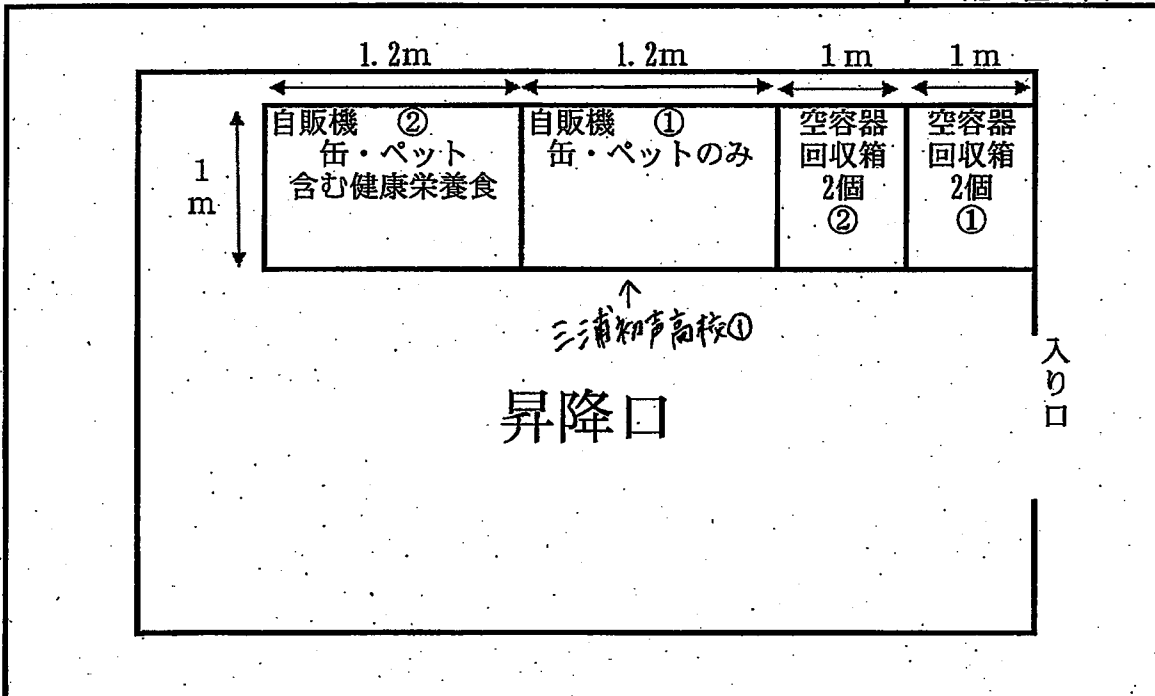 1.2m
1.2m
1m
1m
1
m
自販機 ②
缶・ペット
含む健康栄養食
自販機 ①
缶・ペットのみ
空容器
回収箱
2個
②
空容器
回収箱
2個
①
三浦初声高校①
昇降口
入り口